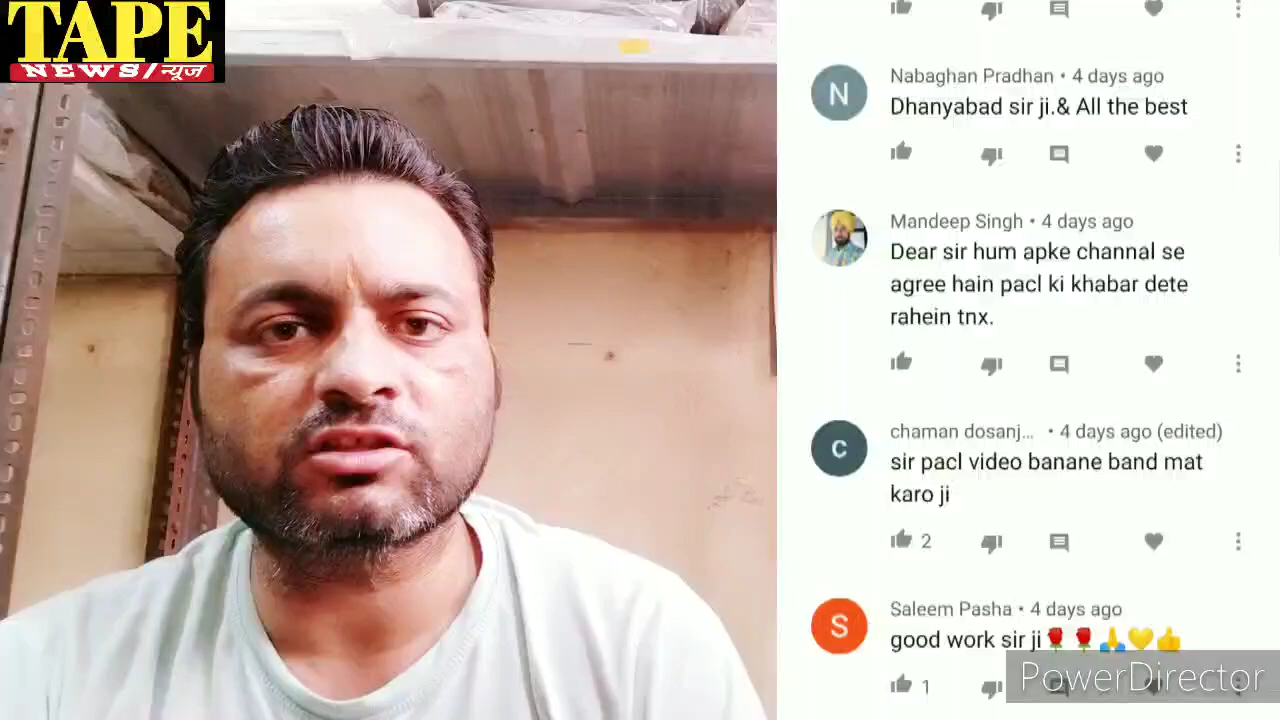 TAPE
NEWS/न्यूज
N
Nabaghan Pradhan • 4 days ago
Dhanyabad sir ji.& All the best
Mandeep Singh • 4 days ago
Dear sir hum apke channal se
agree hain pacl ki khabar dete
rahein tnx.
c
chaman dosanj... • 4 days ago (edited)
sir pacl video banane band mat
karo ji
2
S
Saleem Pasha • 4 days ago
good work sir ji🌹🌹🙏💛👍
1
PowerDirector